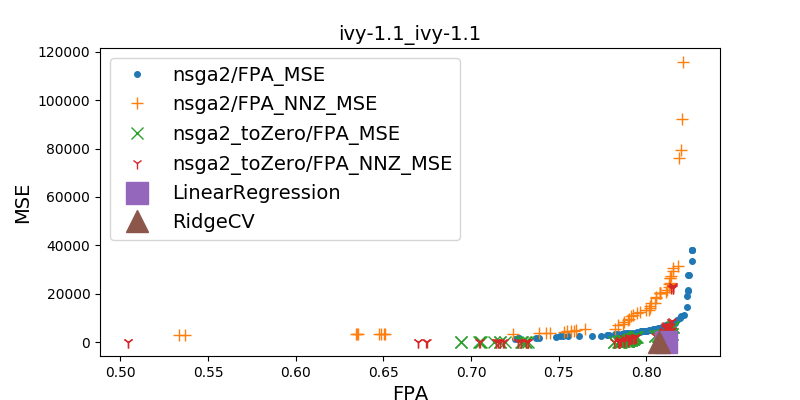 ivy-1.1_ivy-1.1
120000
100000
80000
60000
40000
20000
0
MSE
nsga2/FPA_MSE
nsga2/FPA_NNZ_MSE
nsga2_toZero/FPA_MSE
nsga2_toZero/FPA_NNZ_MSE
LinearRegression
RidgeCV
0.50 0.55 0.60 0.65 0.70 0.75 0.80
FPA